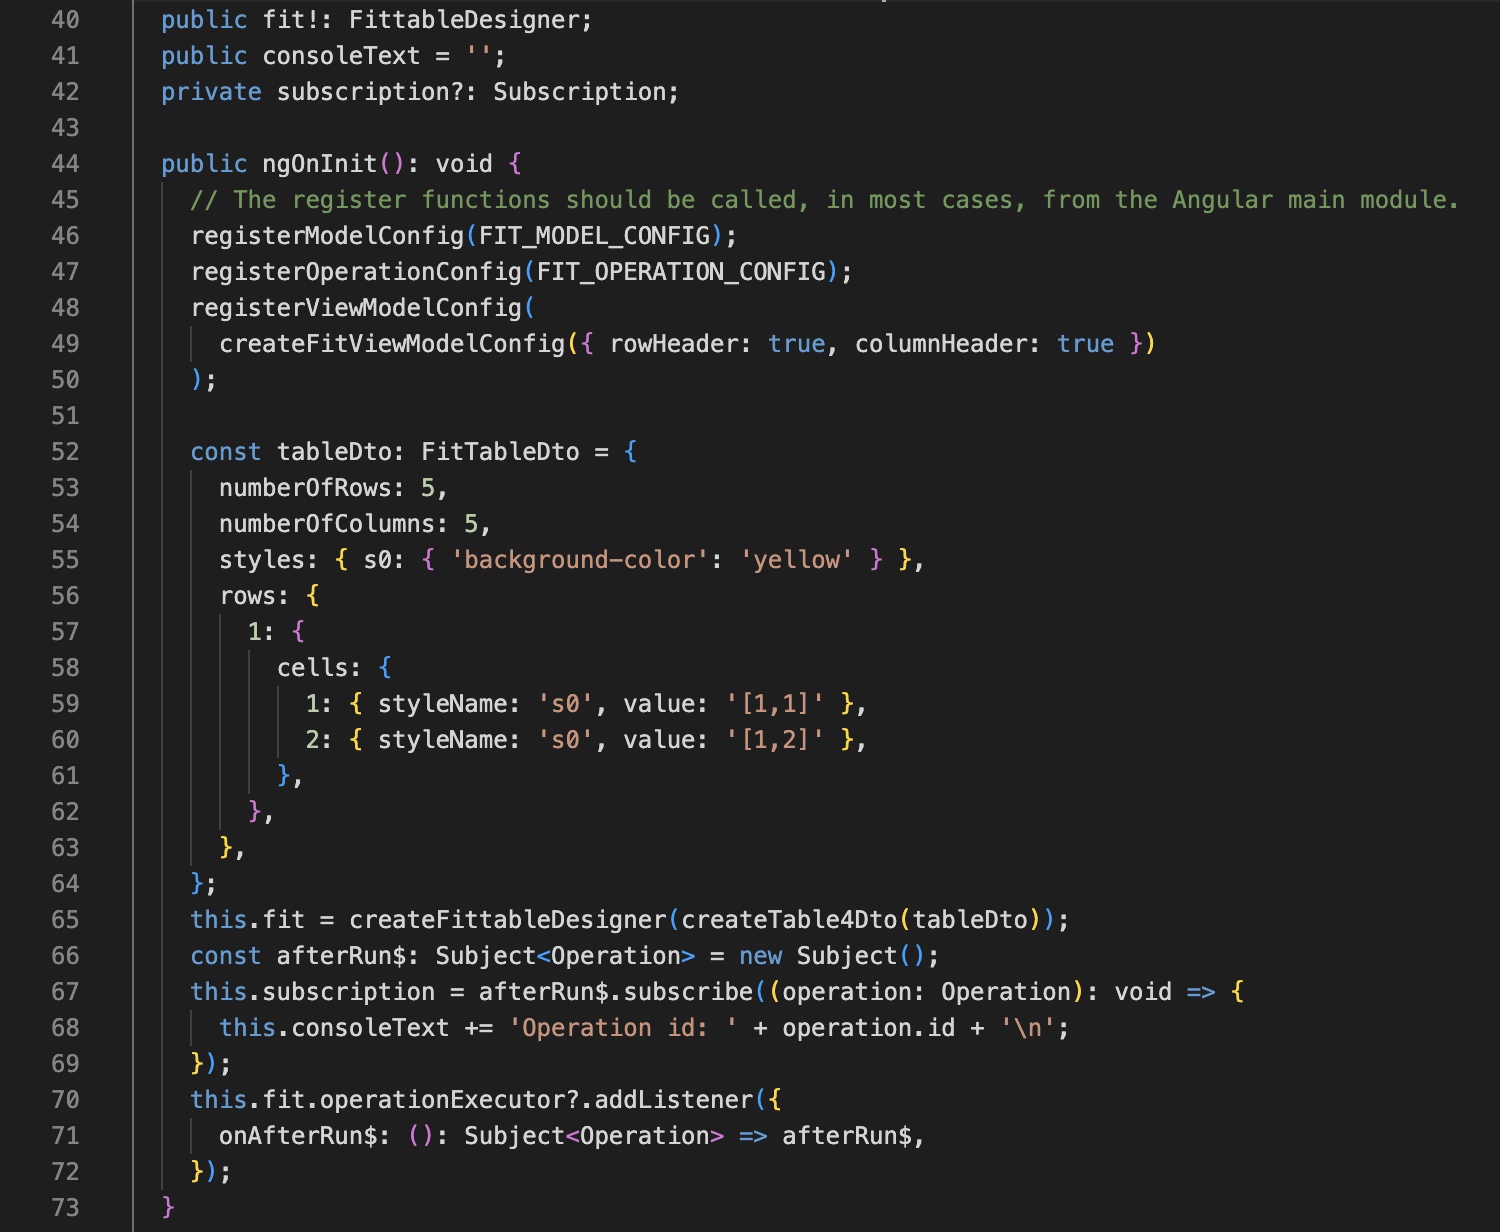 40 public fit!: FittableDesigner;
41 public consoleText = '';
42 private subscription?: Subscription;
43
44 public ngOnInit(): void {
45 // The register functions should be called, in most cases, from the Angular main module.
46 registerModelConfig(FIT_MODEL_CONFIG);
47 registerOperationConfig(FIT_OPERATION_CONFIG);
48 registerViewModelConfig(
49 createFitViewModelConfig({ rowHeader: true, columnHeader: true })
50 );
51
52 const tableDto: FitTableDto = {
53 numberOfRows: 5,
54 numberOfColumns: 5,
55 styles: { s0: { 'background-color': 'yellow' } },
56 rows: {
57 1: {
58 cells: {
59 1: { styleName: 's0', value: '[1,1]' },
60 2: { styleName: 's0', value: '[1,2]' },
61 },
62 },
63 },
64 };
65 this.fit = createFittableDesigner(createTable4Dto(tableDto));
66 const afterRun$: Subject<Operation> = new Subject();
67 this.subscription = afterRun$.subscribe((operation: Operation): void => {
68 this.consoleText += 'Operation id: ' + operation.id + '\n';
69 });
70 this.fit.operationExecutor?.addListener({
71 onAfterRun$: (): Subject<Operation> => afterRun$,
72 });
73 }